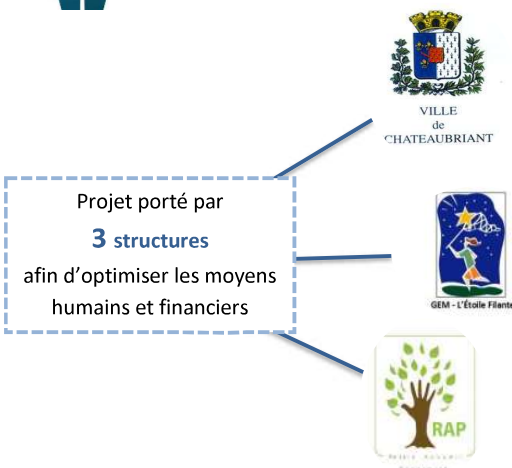 VILLE
de
CHATEAUBRIANT
Projet porté par
3 structures
afin d'optimiser les moyens
humains et financiers
GEM - L'Étoile Filante
RAP